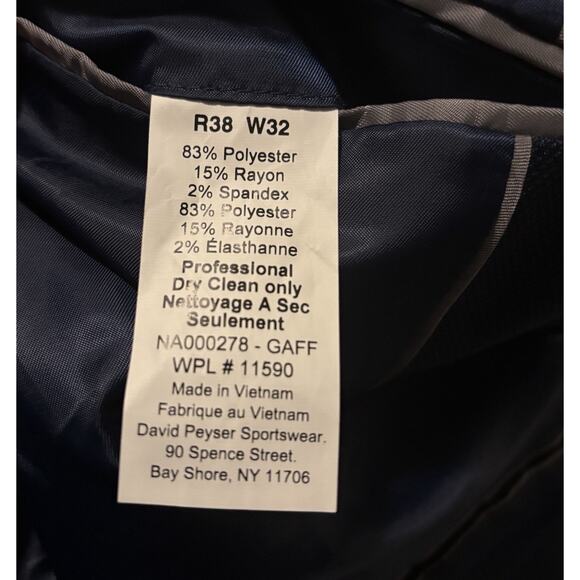 R38 W32
83% Polyester
15% Rayon
2% Spandex
83% Polyester
15% Rayonne
2% Élasthanne
Professional
Dry Clean only
Nettoyage A Sec
Seulement
NA000278 - GAFF
WPL # 11590
Made in Vietnam
Fabrique au Vietnam
David Peyser Sportswear.
90 Spence Street.
Bay Shore, NY 11706